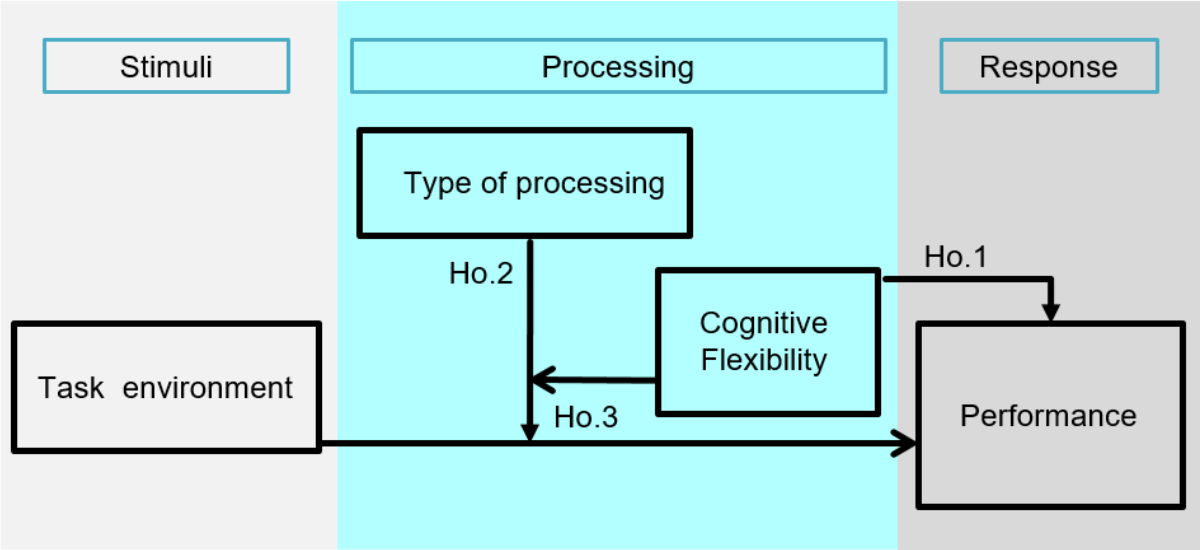 Stimuli
Processing
Response
Type of processing
Ho.2
Ho.1
Cognitive
Flexibility
Task environment
Ho.3
Performance